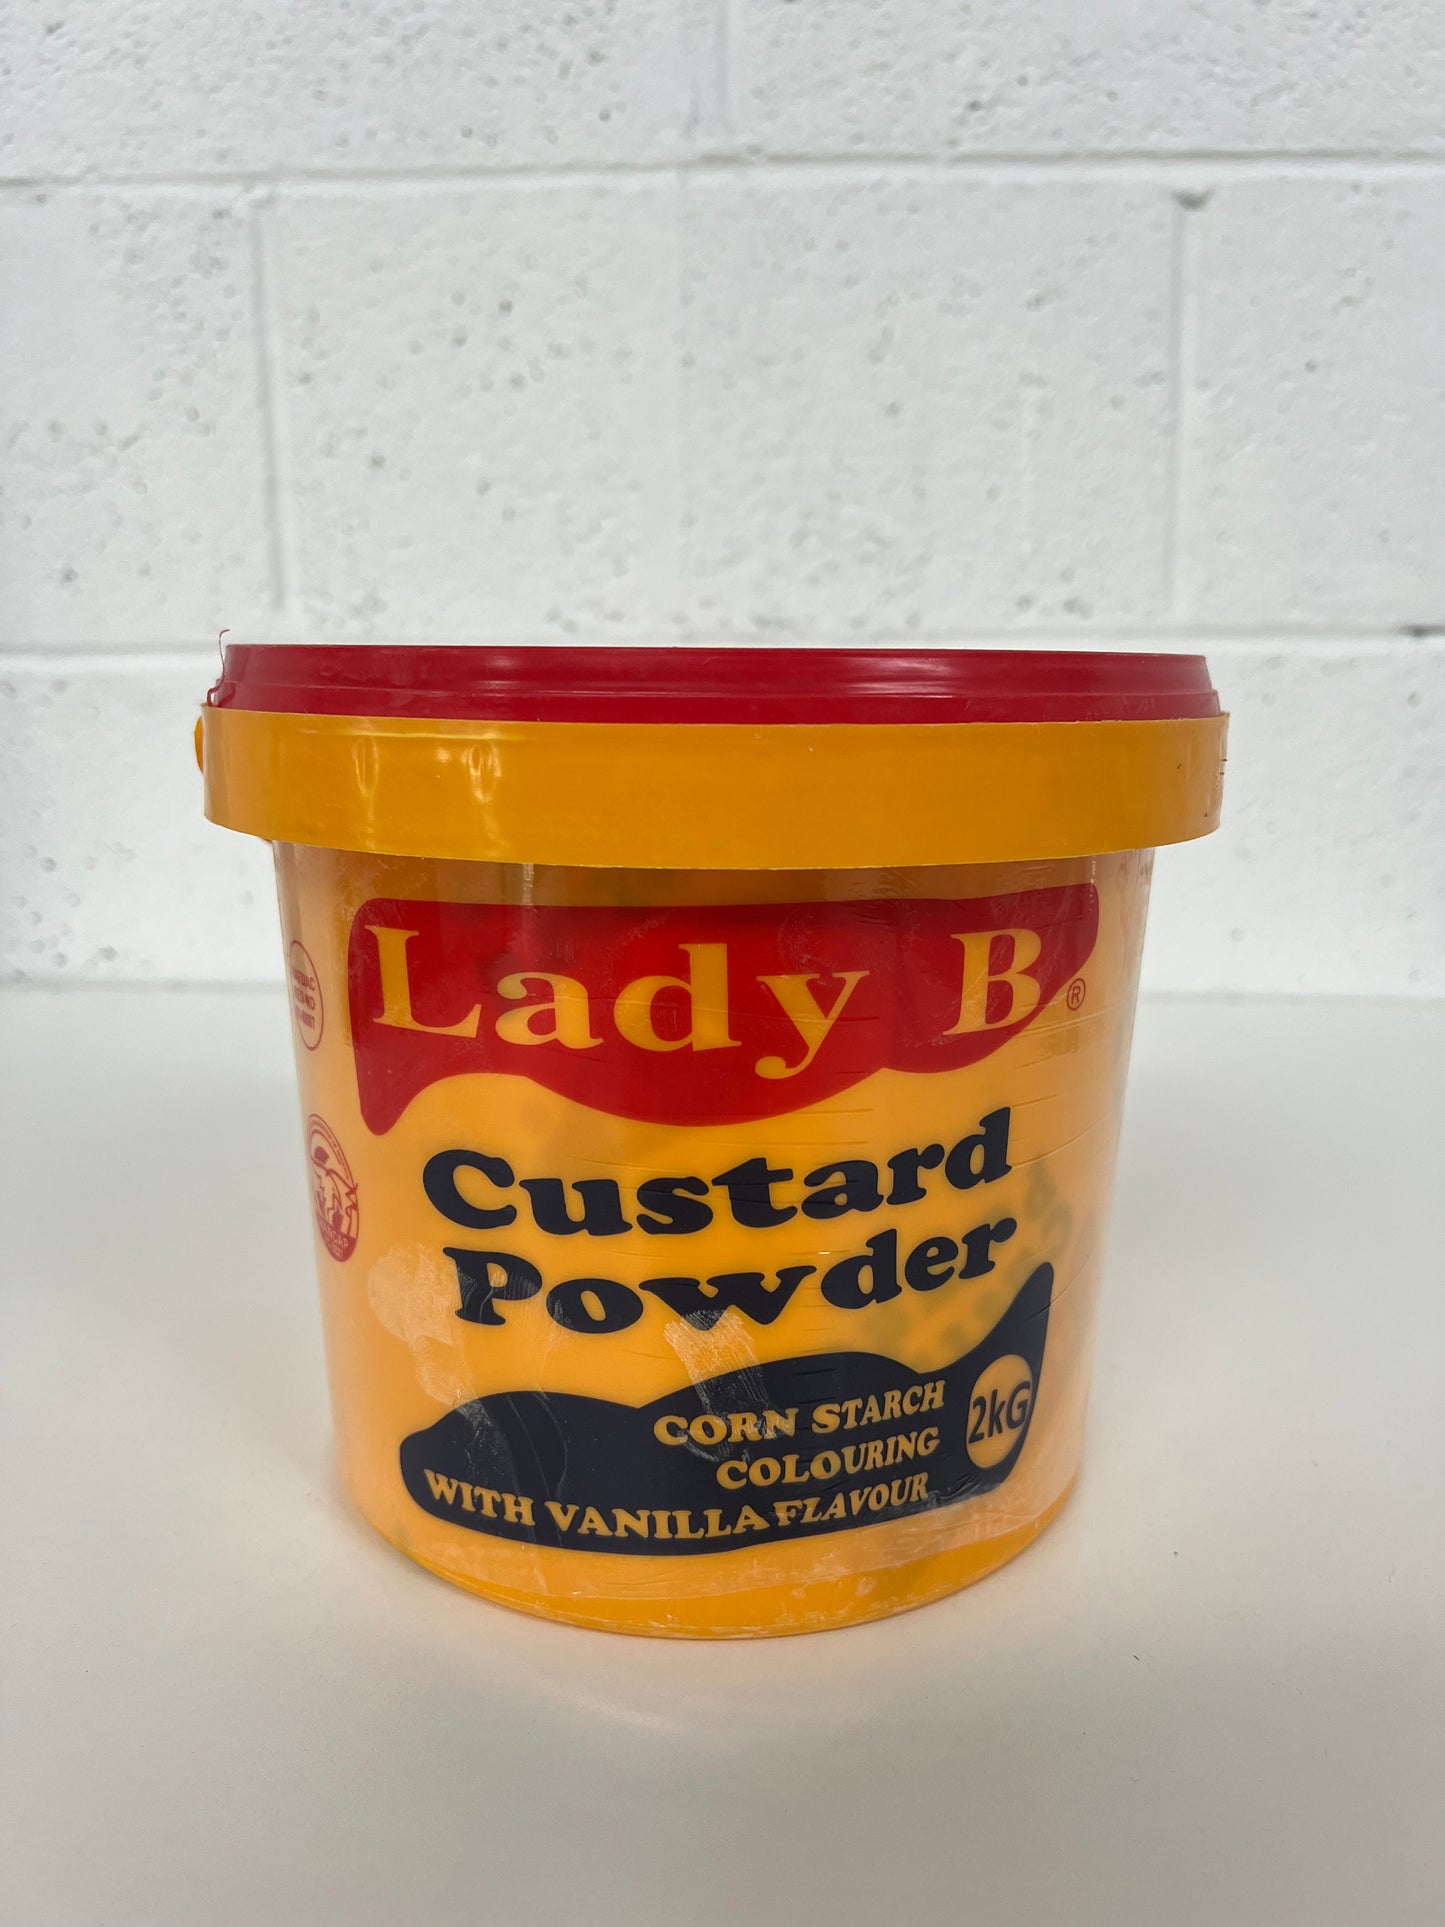 Lady B®
Custard
Powder
CORN STARCH
COLOURING
WITH VANILLA FLAVOUR
2kG